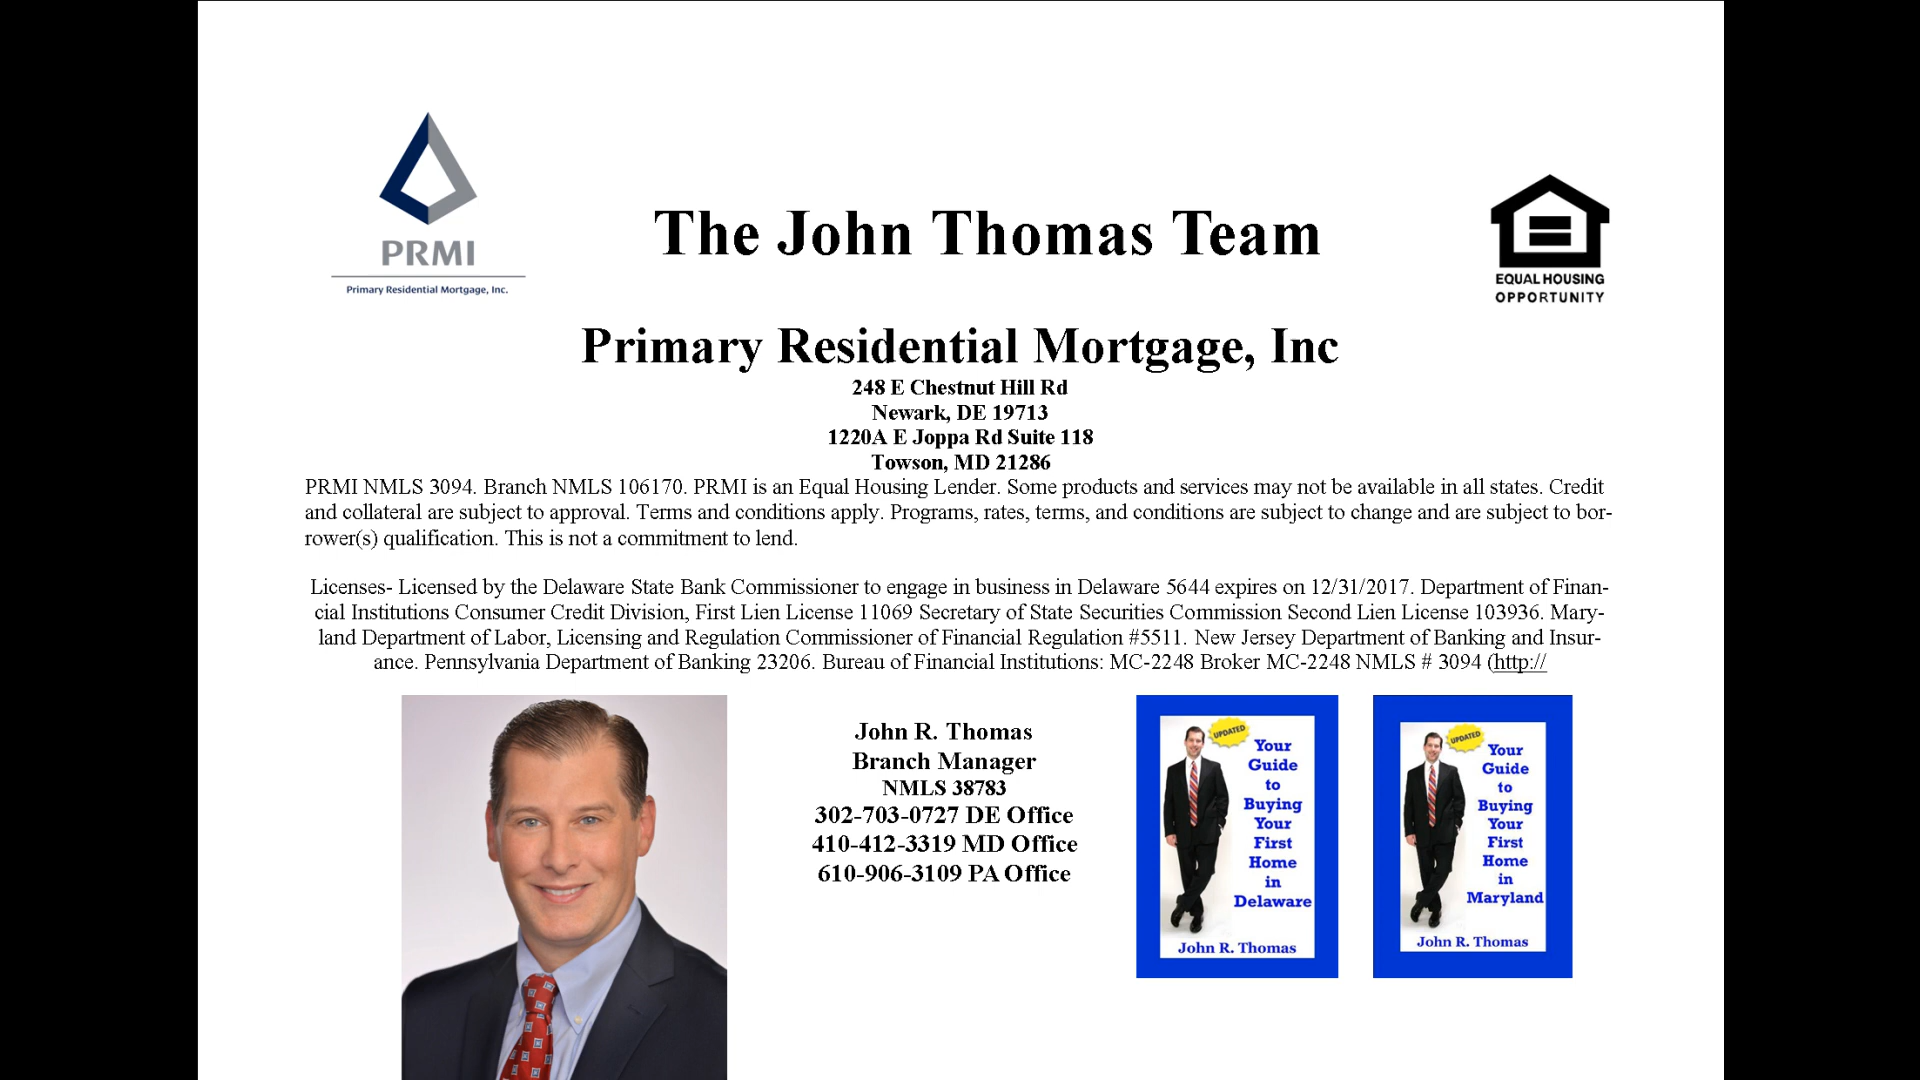 PRMI
Primary Residential Mortgage, Inc.
The John Thomas Team
EQUAL HOUSING
OPPORTUNITY
Primary Residential Mortgage, Inc
248 E Chestnut Hill Rd
Newark, DE 19713
1220A E Joppa Rd Suite 118
Towson, MD 21286
PRMI NMLS 3094. Branch NMLS 106170. PRMI is an Equal Housing Lender. Some products and services may not be available in all states. Credit
and collateral are subject to approval. Terms and conditions apply. Programs, rates, terms, and conditions are subject to change and are subject to bor-
rower(s) qualification. This is not a commitment to lend.
Licenses- Licensed by the Delaware State Bank Commissioner to engage in business in Delaware 5644 expires on 12/31/2017. Department of Finan-
cial Institutions Consumer Credit Division, First Lien License 11069 Secretary of State Securities Commission Second Lien License 103936. Mary-
land Department of Labor, Licensing and Regulation Commissioner of Financial Regulation #5511. New Jersey Department of Banking and Insur-
ance. Pennsylvania Department of Banking 23206. Bureau of Financial Institutions: MC-2248 Broker MC-2248 NMLS # 3094 (http://
John R. Thomas
Branch Manager
NMLS 38783
302-703-0727 DE Office
410-412-3319 MD Office
610-906-3109 PA Office
UPDATED
Your
Guide
to
Buying
Your
First
Home
in
Delaware
John R. Thomas
UPDATED
Your
Guide
to
Buying
Your
First
Home
in
Maryland
John R. Thomas